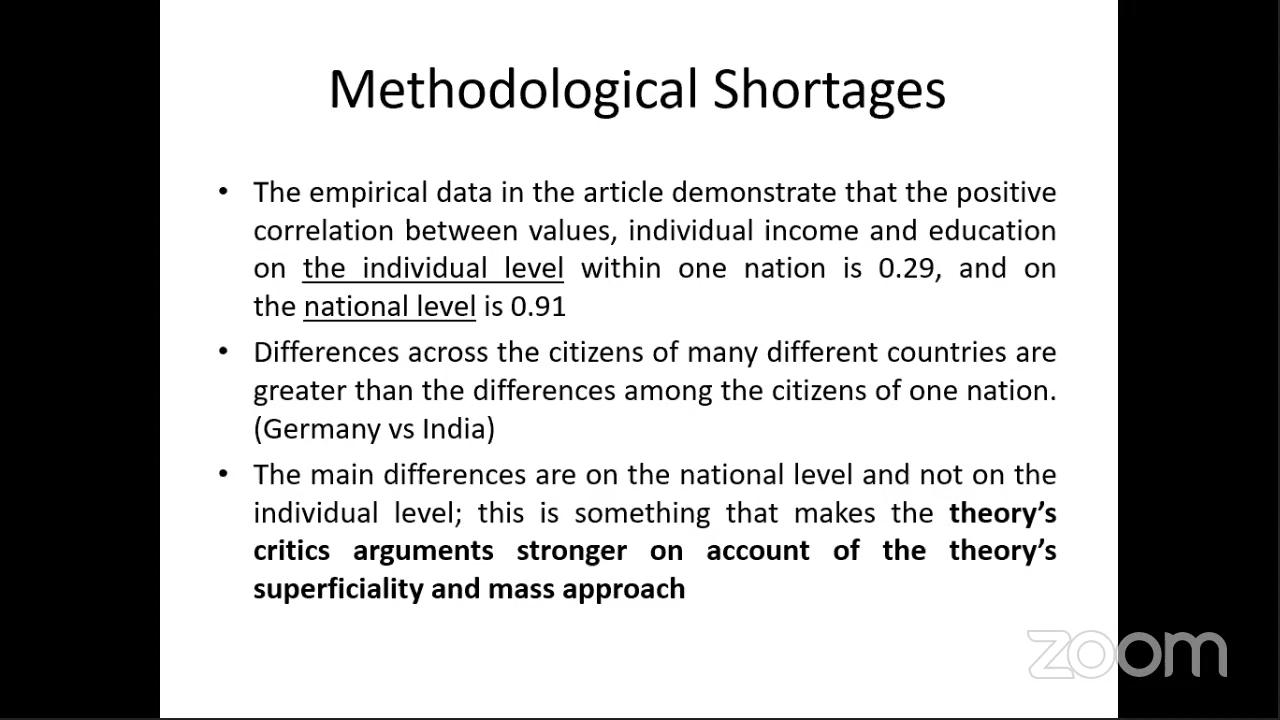 Methodological Shortages
• The empirical data in the article demonstrate that the positive
correlation between values, individual income and education
on the individual level within one nation is 0.29, and on
the national level is 0.91
• Differences across the citizens of many different countries are
greater than the differences among the citizens of one nation.
(Germany vs India)
• The main differences are on the national level and not on the
individual level; this is something that makes the theory's
critics arguments stronger on account of the theory's
superficiality and mass approach
zoom